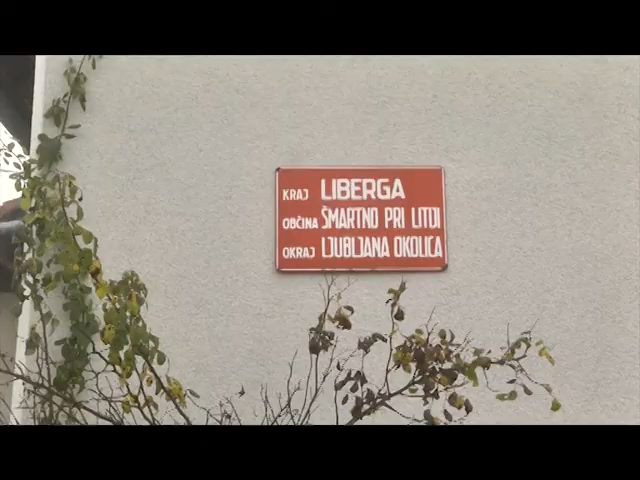 KRAJ LIBERGA
OBČINA ŠMARTNO PRI LITIJI
OKRAJ LJUBLJANA OKOLICA